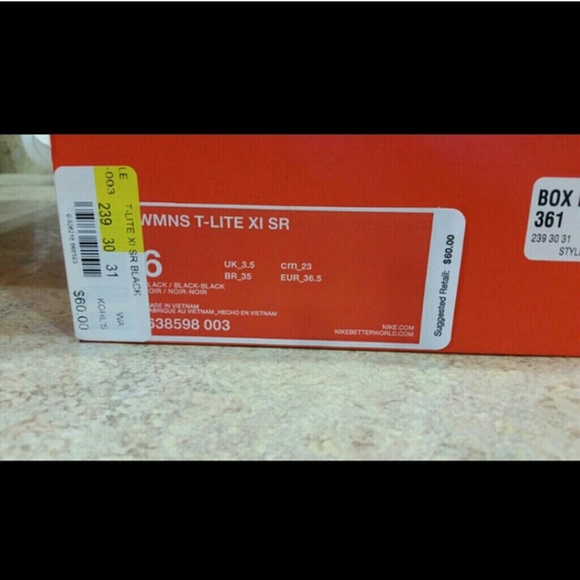 LE
-003 239 30 31
T-LITE XI SR BLACK
$60.00 KOHL'S
WMNS T-LITE XI SR
6
UK_3.5 cm_23
BR_35 EUR_36.5
LACK / BLACK-BLACK
OIR / NOIR-NOIR
MADE IN VIETNAM
FABRIQUE AU VIETNAM_HECHO EN VIETNAM
638598 003
NIKE.COM
NIKEBETTERWORLD.COM
Suggested Retail: $60.00
BOX
361
239 30 31
STYL